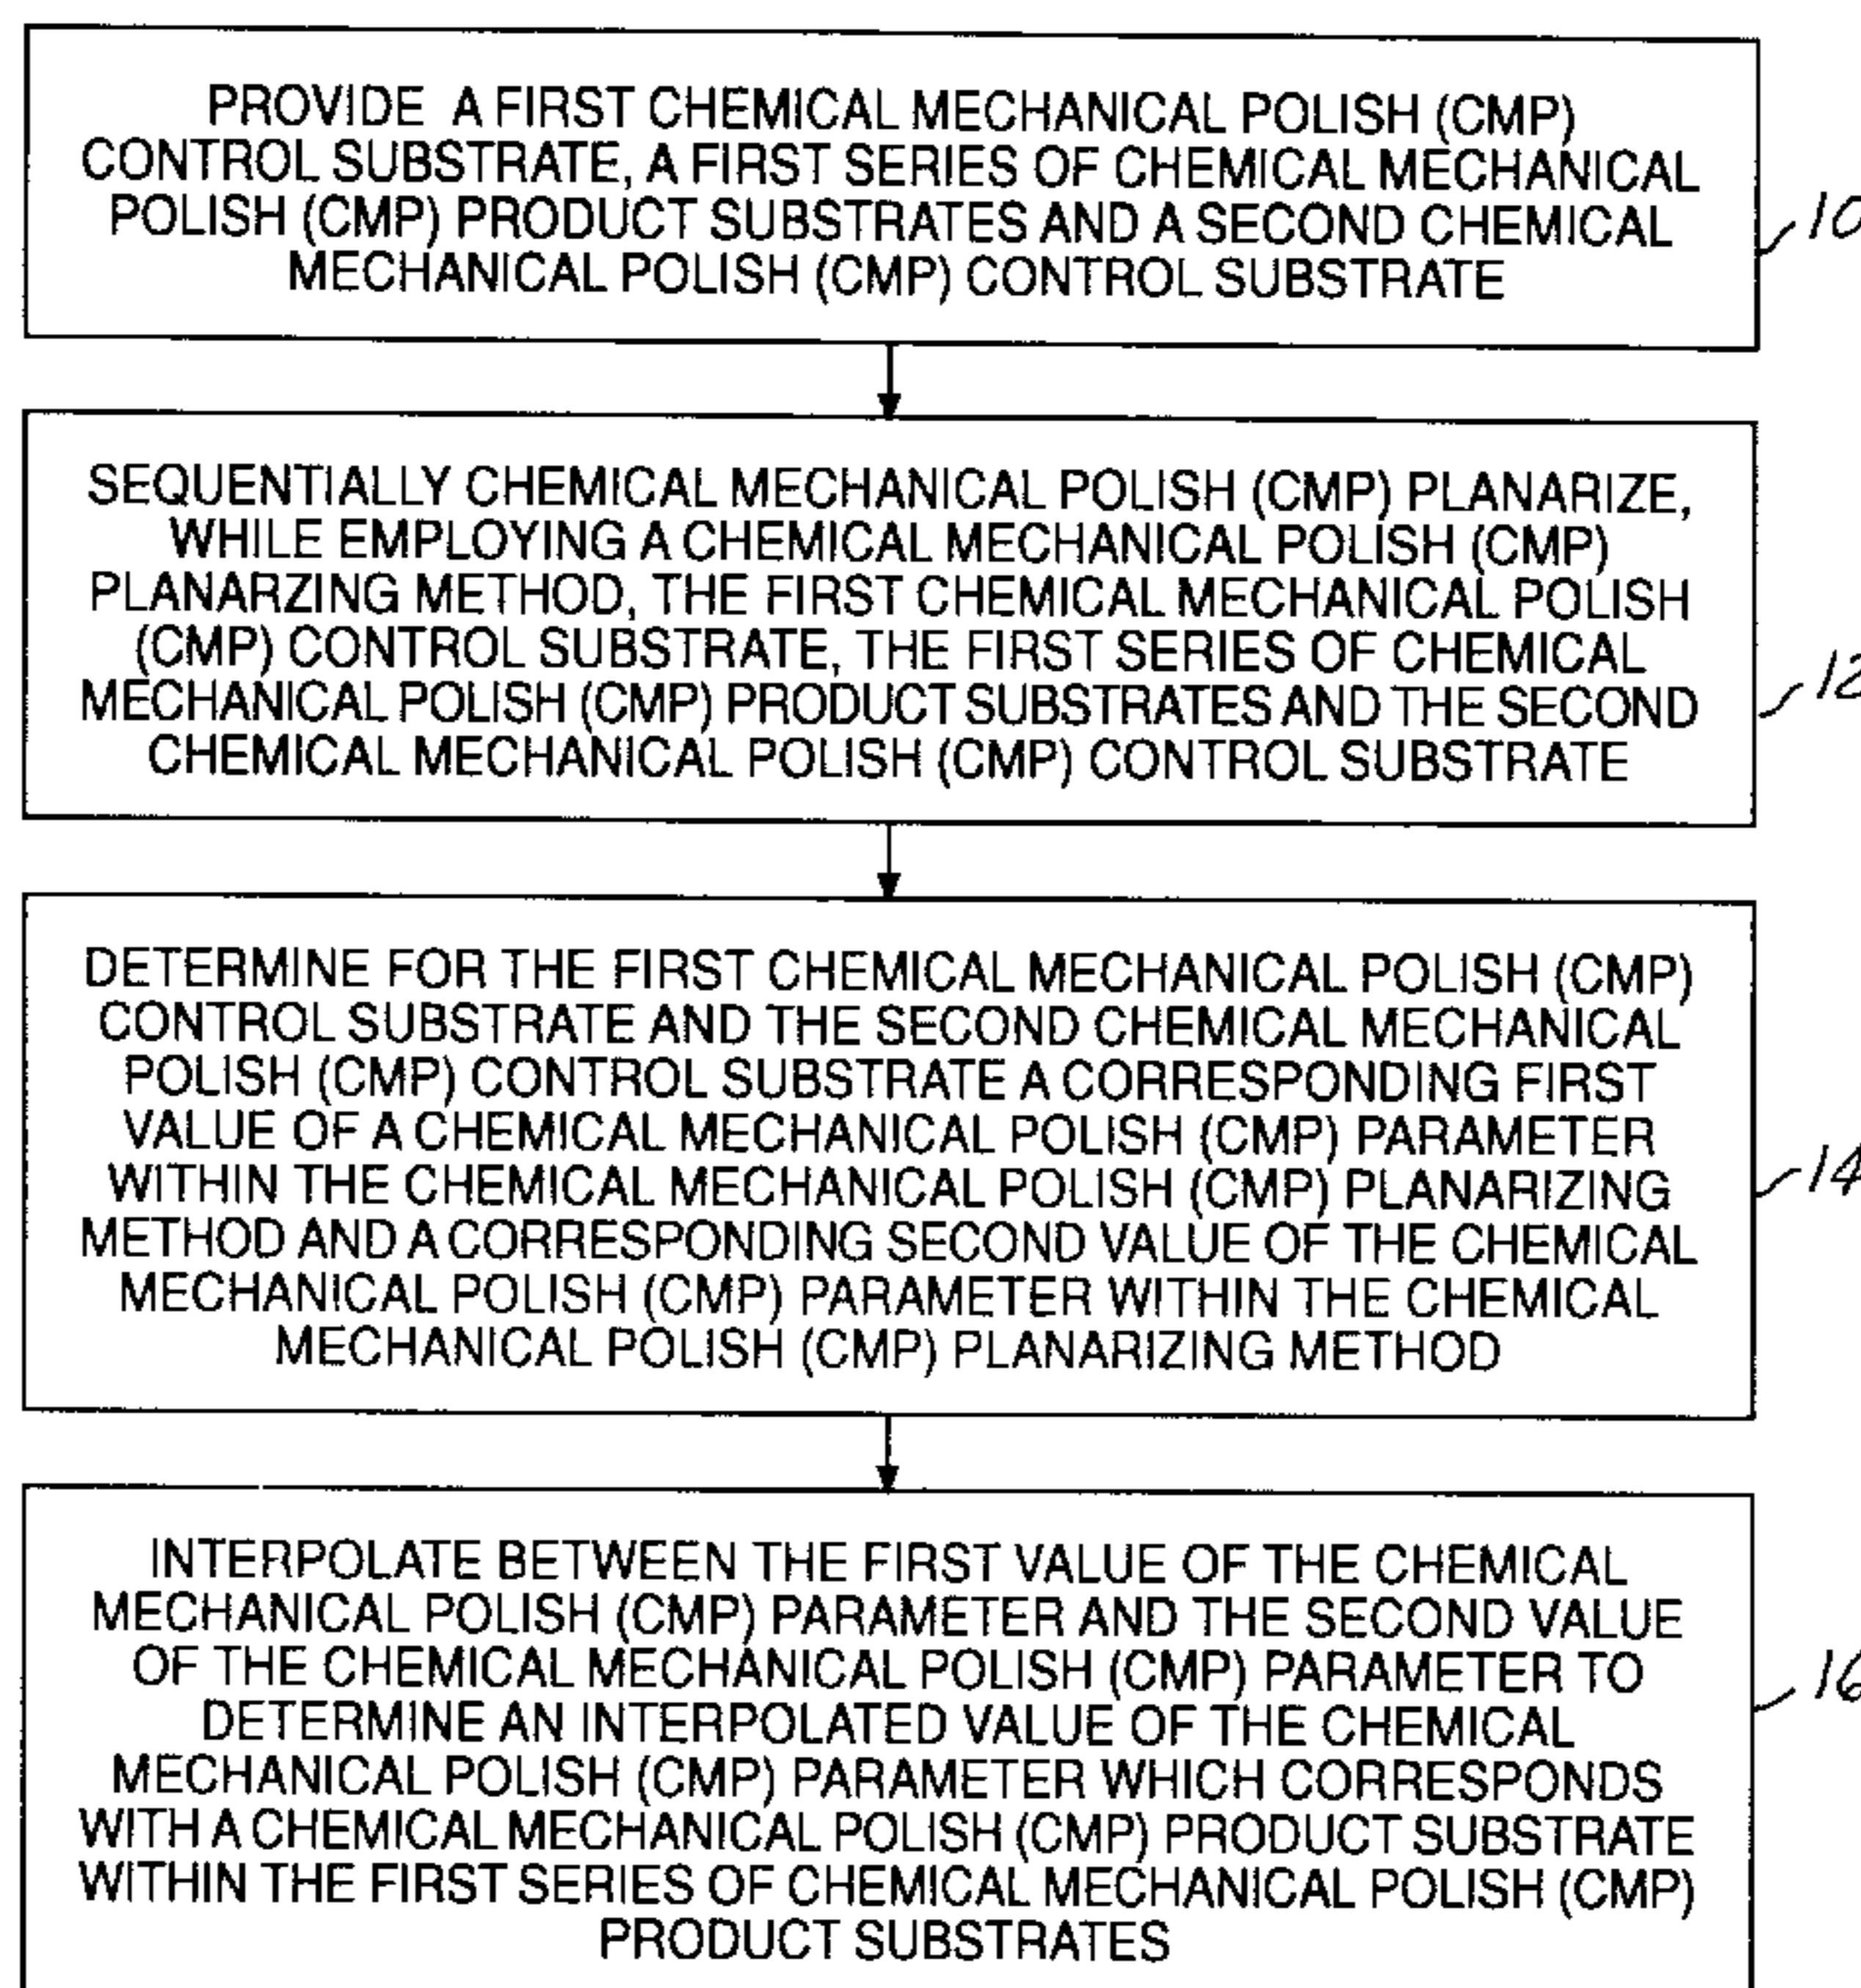 PROVIDE A FIRST CHEMICAL MECHANICAL POLISH (CMP)
CONTROL SUBSTRATE, A FIRST SERIES OF CHEMICAL MECHANICAL
POLISH (CMP) PRODUCT SUBSTRATES AND A SECOND CHEMICAL
MECHANICAL POLISH (CMP) CONTROL SUBSTRATE
10
SEQUENTIALLY CHEMICAL MECHANICAL POLISH (CMP) PLANARIZE,
WHILE EMPLOYING A CHEMICAL MECHANICAL POLISH (CMP)
PLANARZING METHOD, THE FIRST CHEMICAL MECHANICAL POLISH
(CMP) CONTROL SUBSTRATE, THE FIRST SERIES OF CHEMICAL
MECHANICAL POLISH (CMP) PRODUCT SUBSTRATES AND THE SECOND
CHEMICAL MECHANICAL POLISH (CMP) CONTROL SUBSTRATE
12
DETERMINE FOR THE FIRST CHEMICAL MECHANICAL POLISH (CMP)
CONTROL SUBSTRATE AND THE SECOND CHEMICAL MECHANICAL
POLISH (CMP) CONTROL SUBSTRATE A CORRESPONDING FIRST
VALUE OF A CHEMICAL MECHANICAL POLISH (CMP) PARAMETER
WITHIN THE CHEMICAL MECHANICAL POLISH (CMP) PLANARIZING
METHOD AND A CORRESPONDING SECOND VALUE OF THE CHEMICAL
MECHANICAL POLISH (CMP) PARAMETER WITHIN THE CHEMICAL
MECHANICAL POLISH (CMP) PLANARIZING METHOD
14
INTERPOLATE BETWEEN THE FIRST VALUE OF THE CHEMICAL
MECHANICAL POLISH (CMP) PARAMETER AND THE SECOND VALUE
OF THE CHEMICAL MECHANICAL POLISH (CMP) PARAMETER TO
DETERMINE AN INTERPOLATED VALUE OF THE CHEMICAL
MECHANICAL POLISH (CMP) PARAMETER WHICH CORRESPONDS
WITH A CHEMICAL MECHANICAL POLISH (CMP) PRODUCT SUBSTRATE
WITHIN THE FIRST SERIES OF CHEMICAL MECHANICAL POLISH (CMP)
PRODUCT SUBSTRATES
16